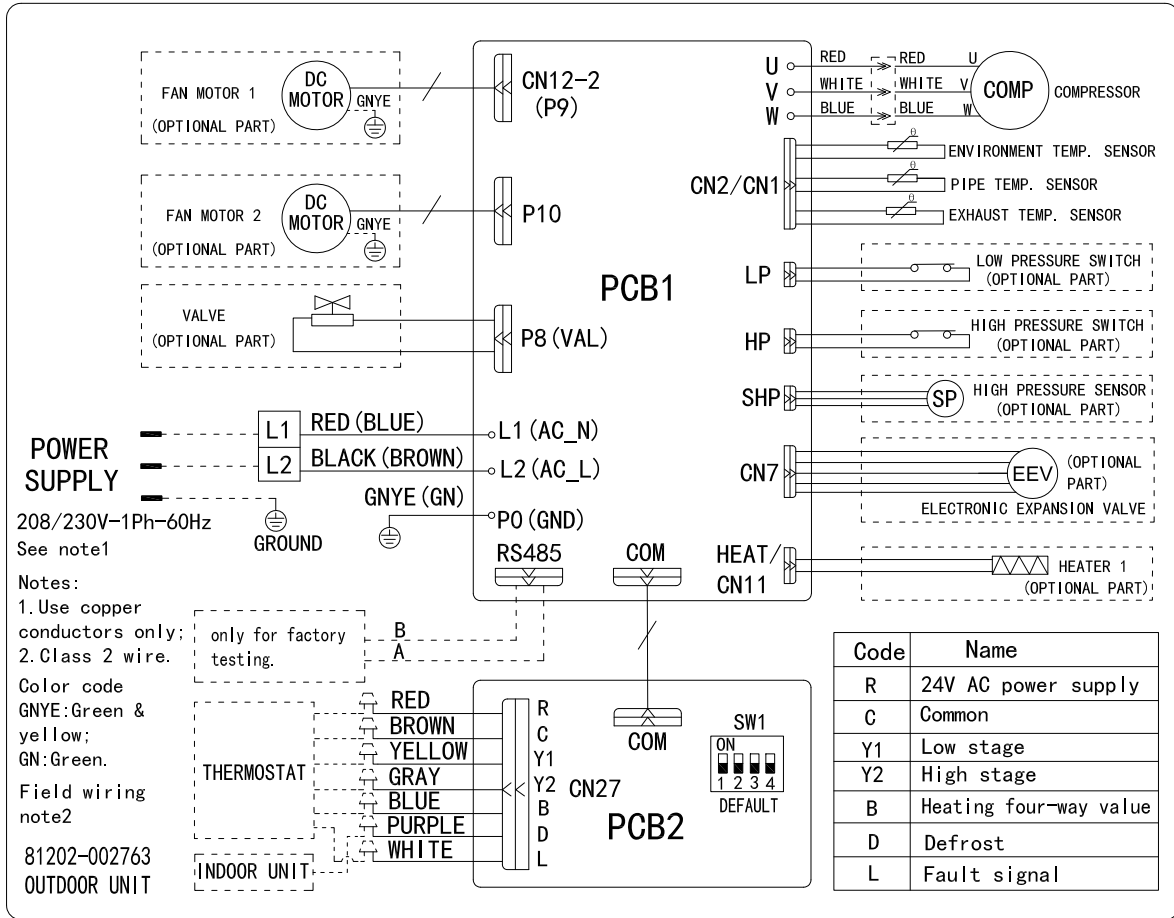 FAN MOTOR 1
(OPTIONAL PART)
DC
MOTOR
GNYE
CN12-2
(P9)
FAN MOTOR 2
(OPTIONAL PART)
DC
MOTOR
GNYE
P10
VALVE
(OPTIONAL PART)
P8(VAL)
PCB1
U RED RED U
V WHITE WHITE V
W BLUE BLUE W
COMP
COMPRESSOR
CN2/CN1
θ
ENVIRONMENT TEMP. SENSOR
θ
PIPE TEMP. SENSOR
θ
EXHAUST TEMP. SENSOR
LP
LOW PRESSURE SWITCH
(OPTIONAL PART)
HP
HIGH PRESSURE SWITCH
(OPTIONAL PART)
SHP
SP
HIGH PRESSURE SENSOR
(OPTIONAL PART)
CN7
EEV
(OPTIONAL
PART)
ELECTRONIC EXPANSION VALVE
HEAT/
CN11
HEATER 1
(OPTIONAL PART)
POWER
SUPPLY
L1 RED(BLUE) L1(AC_N)
L2 BLACK(BROWN) L2(AC_L)
GNYE(GN) P0(GND)
GROUND
208/230V-1Ph-60Hz
See note1
RS485
COM
Notes:
1.Use copper
conductors only;
2.Class 2 wire.
Color code
GNYE:Green &
yellow;
GN:Green.
Field wiring
note2
81202-002763
OUTDOOR UNIT
only for factory
testing.
B
A
THERMOSTAT
INDOOR UNIT
RED R
BROWN C
YELLOW Y1
GRAY Y2
BLUE B
PURPLE D
WHITE L
CN27
COM
PCB2
SW1
ON
1 2 3 4
DEFAULT
Code Name
R 24V AC power supply
C Common
Y1 Low stage
Y2 High stage
B Heating four-way value
D Defrost
L Fault signal